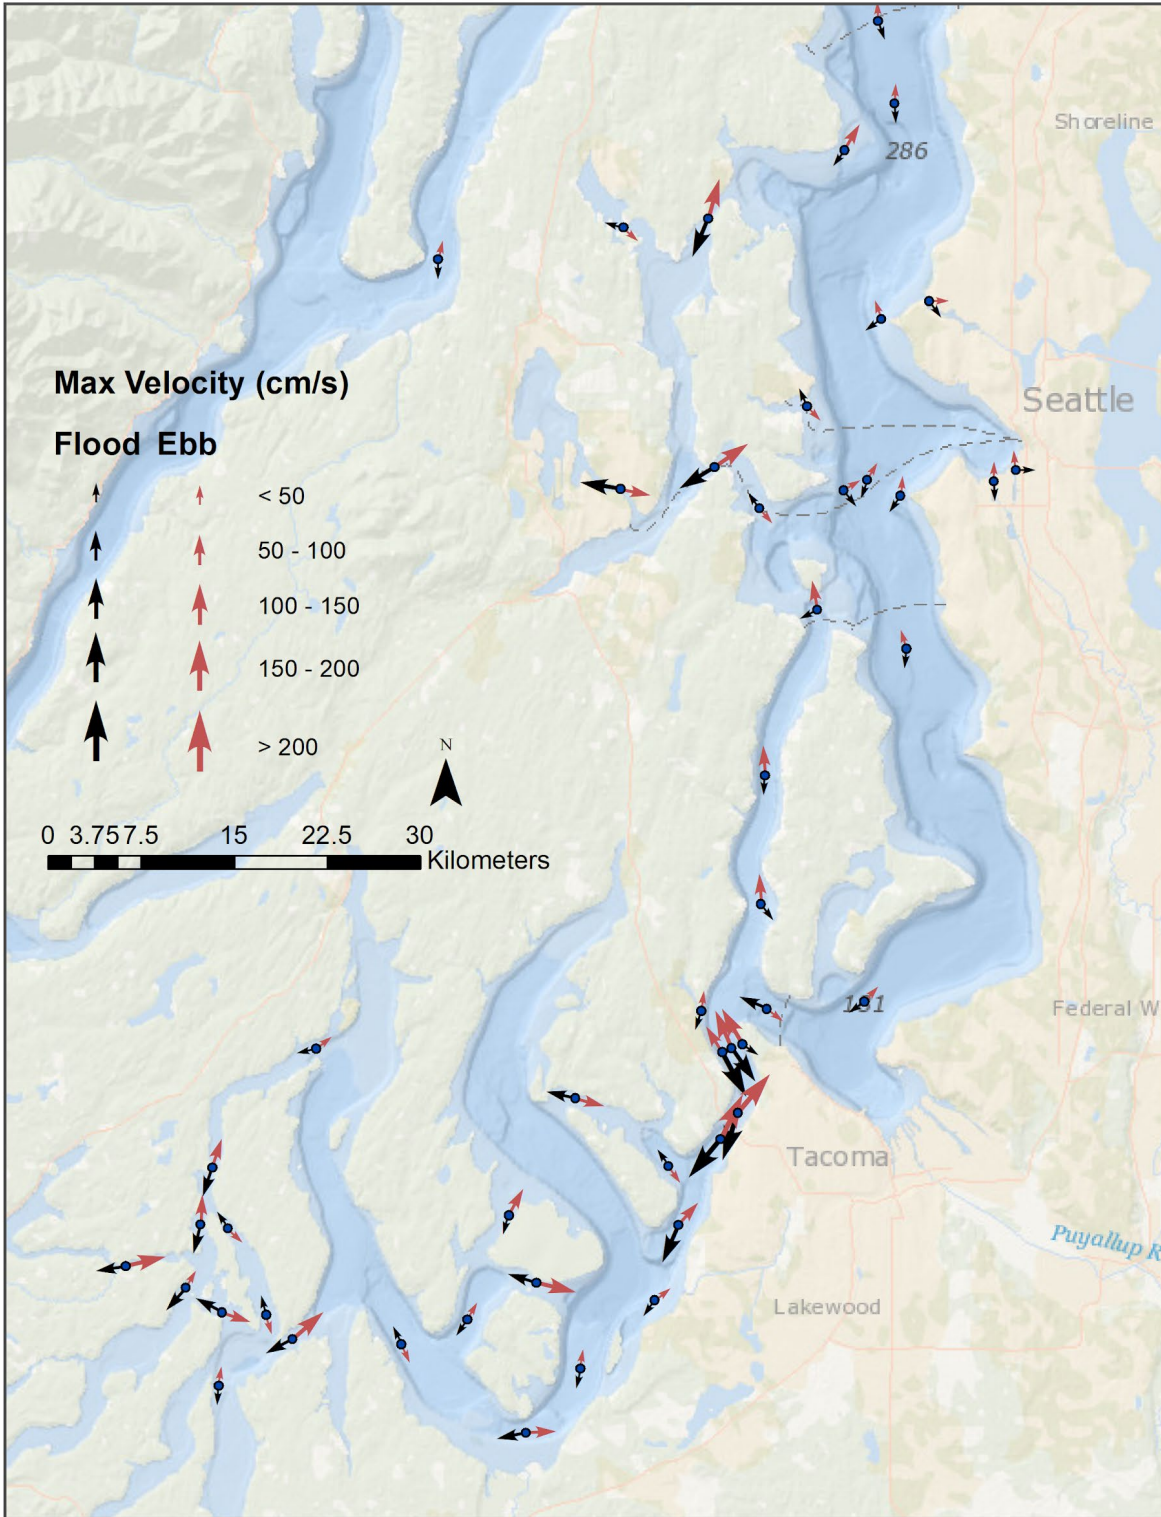 Shoreline
286
Max Velocity (cm/s)
Seattle
Flood Ebb
< 50
50 - 100
100 - 150
150 - 200
> 200
N
0 3.75 7.5 15 22.5 30
Kilometers
191
Federal W
Tacoma
Puyallup R
Lakewood